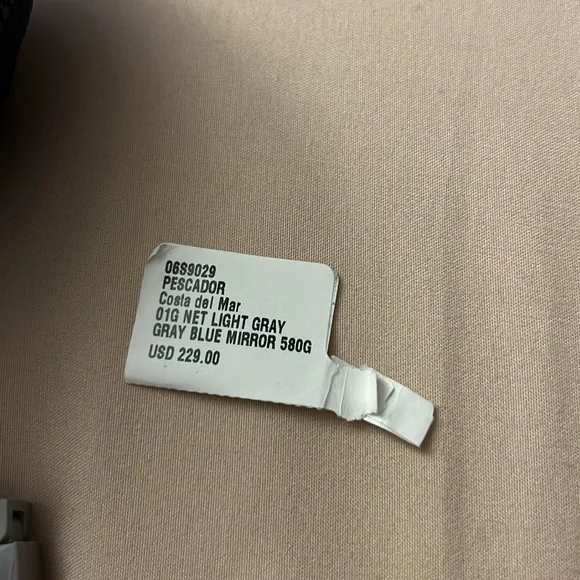 06S9029
PESCADOR
Costa del Mar
01G NET LIGHT GRAY
GRAY BLUE MIRROR 580G
USD 229.00